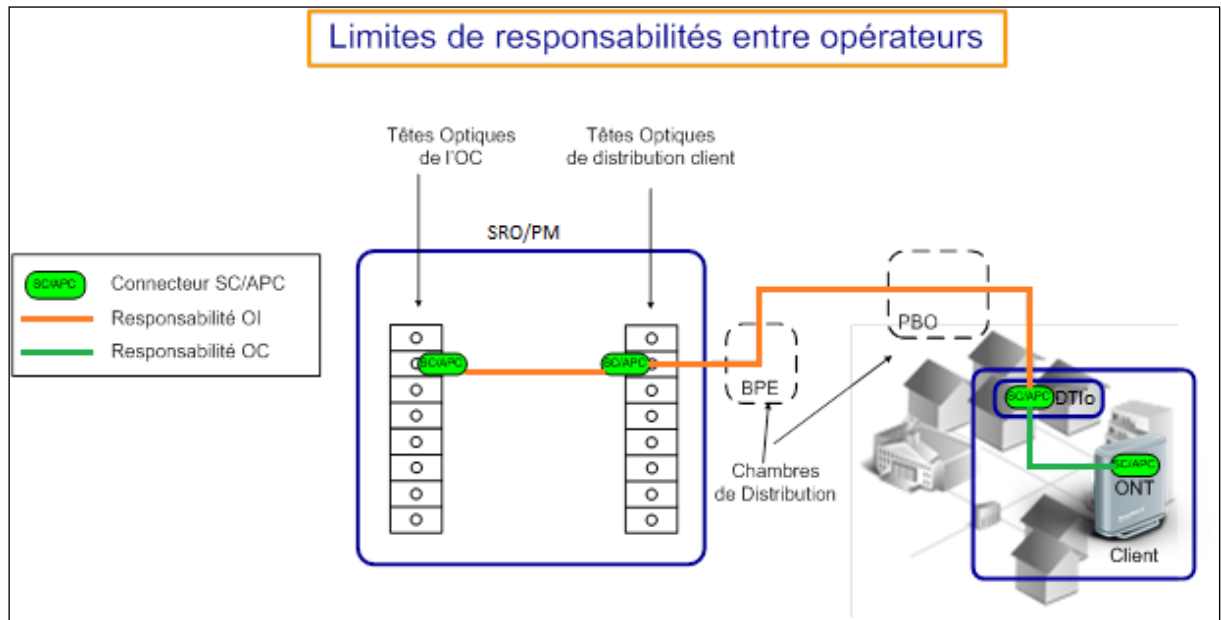 Limites de responsabilités entre opérateurs
Têtes Optiques
de l'OC
Têtes Optiques
de distribution client
SRO/PM
SC/APC
Connecteur SC/APC
Responsabilité OI
Responsabilité OC
SC/APC
SC/APC
BPE
PBO
SC/APC
DTIo
SC/APC
ONT
Client
Chambres
de Distribution